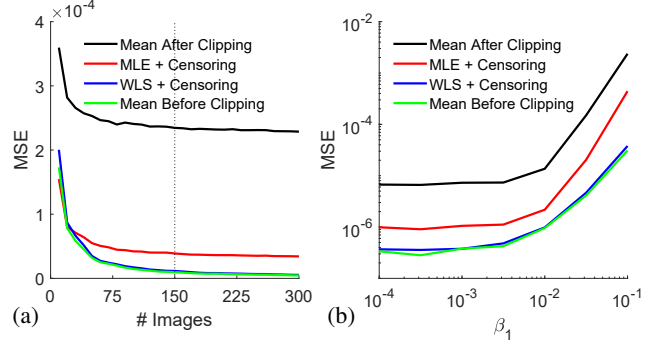 ×10⁻⁴
4
3
2
1
0
MSE
Mean After Clipping
MLE + Censoring
WLS + Censoring
Mean Before Clipping
0 75 150 225 300
# Images
(a)
10⁻²
10⁻⁴
10⁻⁶
MSE
Mean After Clipping
MLE + Censoring
WLS + Censoring
Mean Before Clipping
10⁻⁴ 10⁻³ 10⁻² 10⁻¹
β₁
(b)